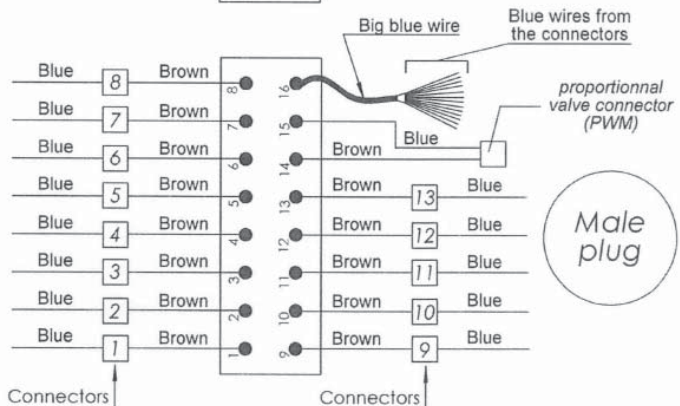 Big blue wire
Blue wires from
the connectors
Blue 8 Brown 8 16
proportionnal
valve connector
(PWM)
Blue 7 Brown 7 15 Blue
Blue 6 Brown 6 14 Brown
Blue 5 Brown 5 13 Brown 13 Blue
Blue 4 Brown 4 12 Brown 12 Blue
Blue 3 Brown 3 11 Brown 11 Blue
Blue 2 Brown 2 10 Brown 10 Blue
Blue 1 Brown 1 9 Brown 9 Blue
Male
plug
Connectors
Connectors